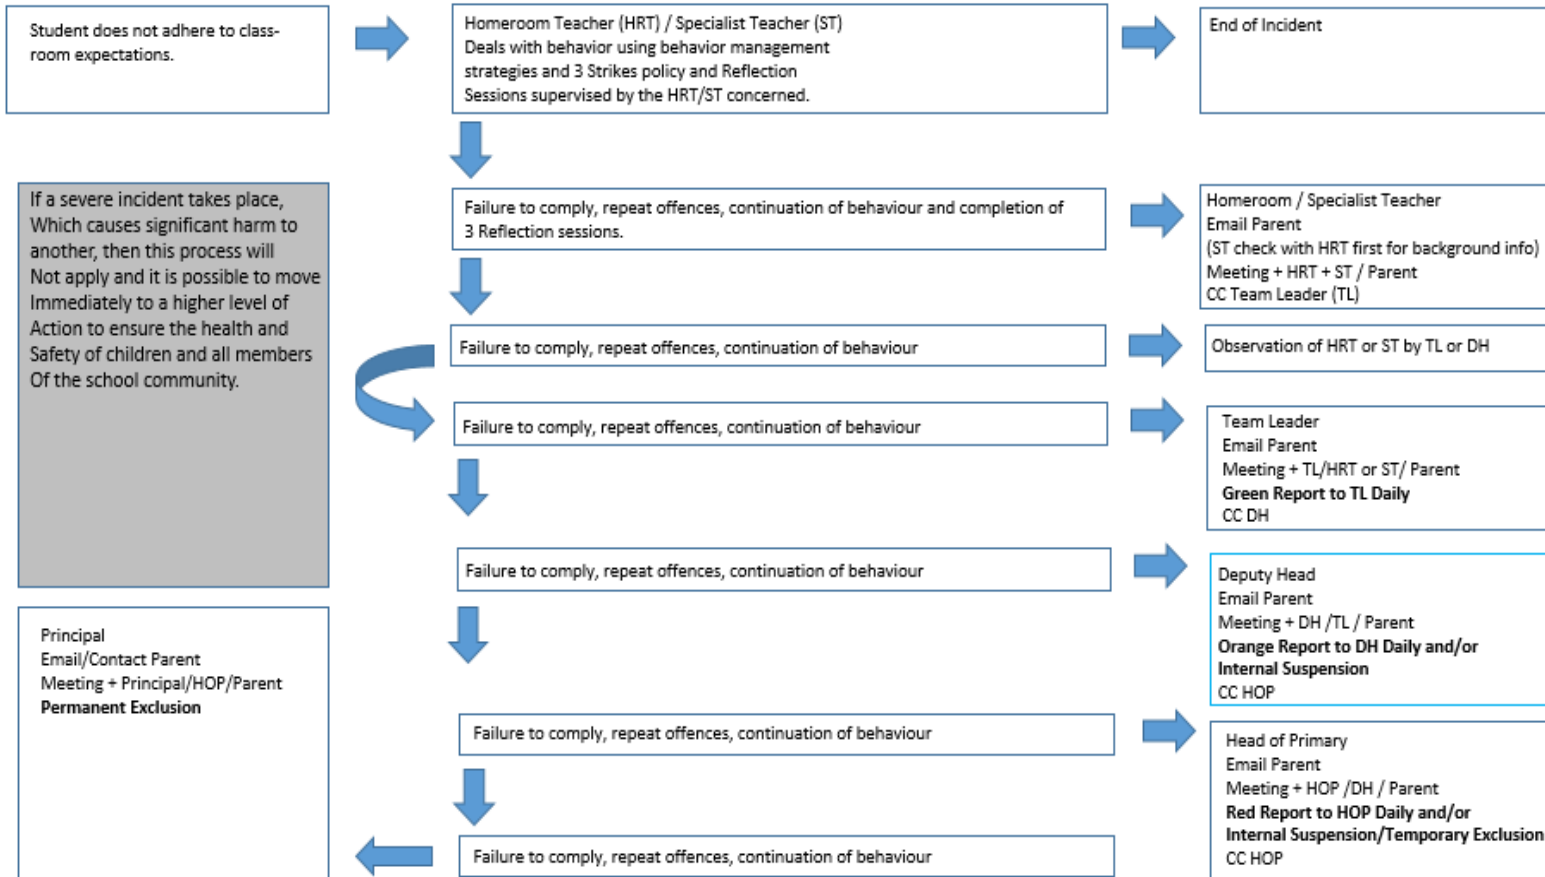 Student does not adhere to class-
room expectations.
Homeroom Teacher (HRT) / Specialist Teacher (ST)
Deals with behavior using behavior management
strategies and 3 Strikes policy and Reflection
Sessions supervised by the HRT/ST concerned.
End of Incident
If a severe incident takes place,
Which causes significant harm to
another, then this process will
Not apply and it is possible to move
Immediately to a higher level of
Action to ensure the health and
Safety of children and all members
Of the school community.
Failure to comply, repeat offences, continuation of behaviour and completion of
3 Reflection sessions.
Homeroom / Specialist Teacher
Email Parent
(ST check with HRT first for background info)
Meeting + HRT + ST / Parent
CC Team Leader (TL)
Failure to comply, repeat offences, continuation of behaviour
Observation of HRT or ST by TL or DH
Failure to comply, repeat offences, continuation of behaviour
Team Leader
Email Parent
Meeting + TL/HRT or ST/ Parent
Green Report to TL Daily
CC DH
Failure to comply, repeat offences, continuation of behaviour
Deputy Head
Email Parent
Meeting + DH /TL / Parent
Orange Report to DH Daily and/or
Internal Suspension
CC HOP
Failure to comply, repeat offences, continuation of behaviour
Head of Primary
Email Parent
Meeting + HOP /DH / Parent
Red Report to HOP Daily and/or
Internal Suspension/Temporary Exclusion
CC HOP
Failure to comply, repeat offences, continuation of behaviour
Principal
Email/Contact Parent
Meeting + Principal/HOP/Parent
Permanent Exclusion